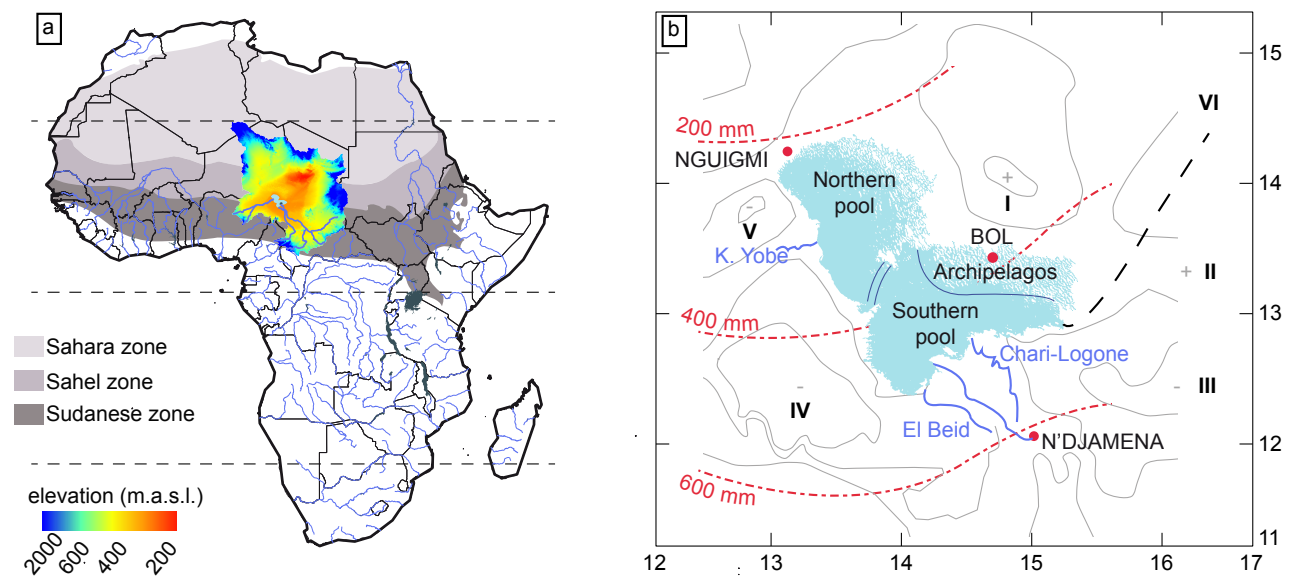 a
Sahara zone
Sahel zone
Sudanese zone
elevation (m.a.s.l.)
2000
600
400
200
b
15
14
13
12
11
12
13
14
15
16
17
200 mm
NGUIGMI
Northern
pool
+
I
VI
-
V
K. Yobe
BOL
Archipelagos
+ II
Southern
pool
400 mm
Chari-Logone
-
IV
- III
El Beid
N'DJAMENA
600 mm